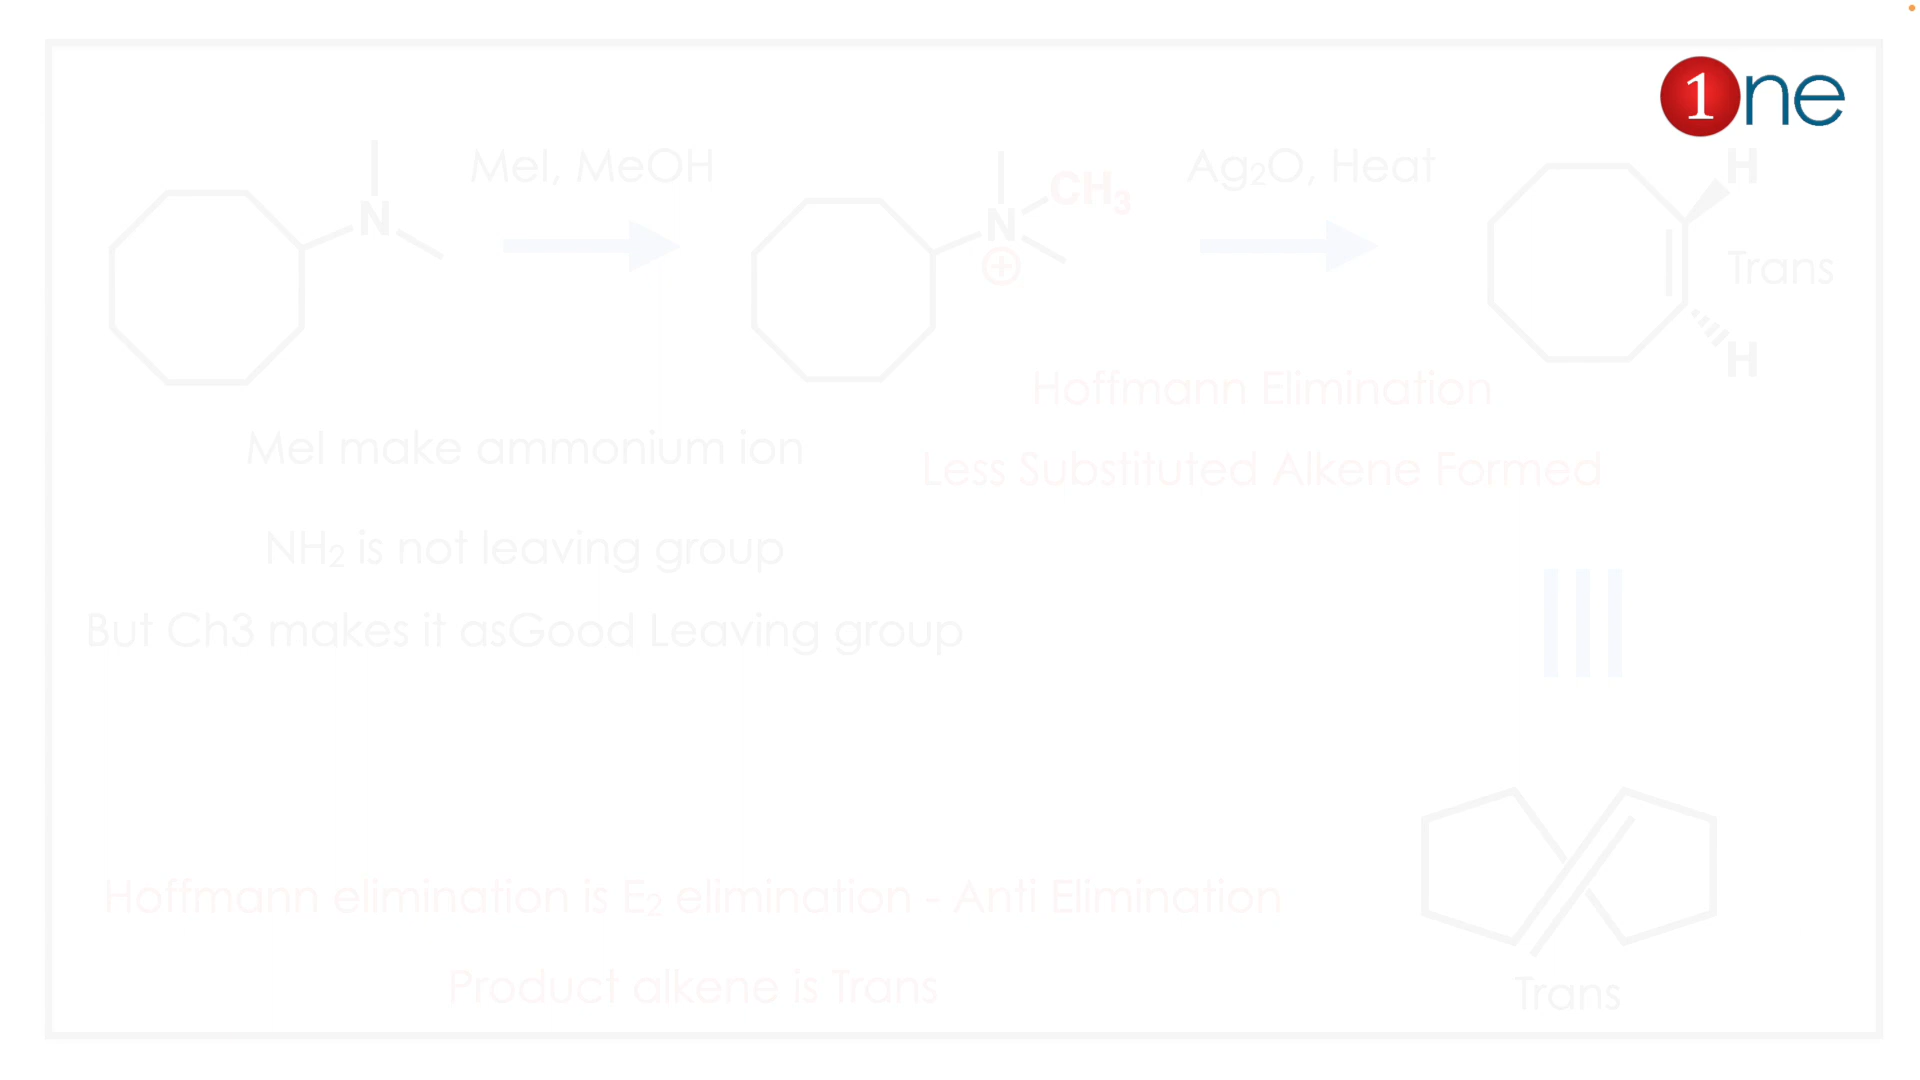 1ne
MeI, MeOH
Ag2O, Heat
H
N
CH3
N
+
Trans
H
Hoffmann Elimination
MeI make ammonium ion
Less Substituted Alkene Formed
NH2 is not leaving group
But Ch3 makes it asGood Leaving group
Hoffmann elimination is E2 elimination - Anti Elimination
Product alkene is Trans
Trans